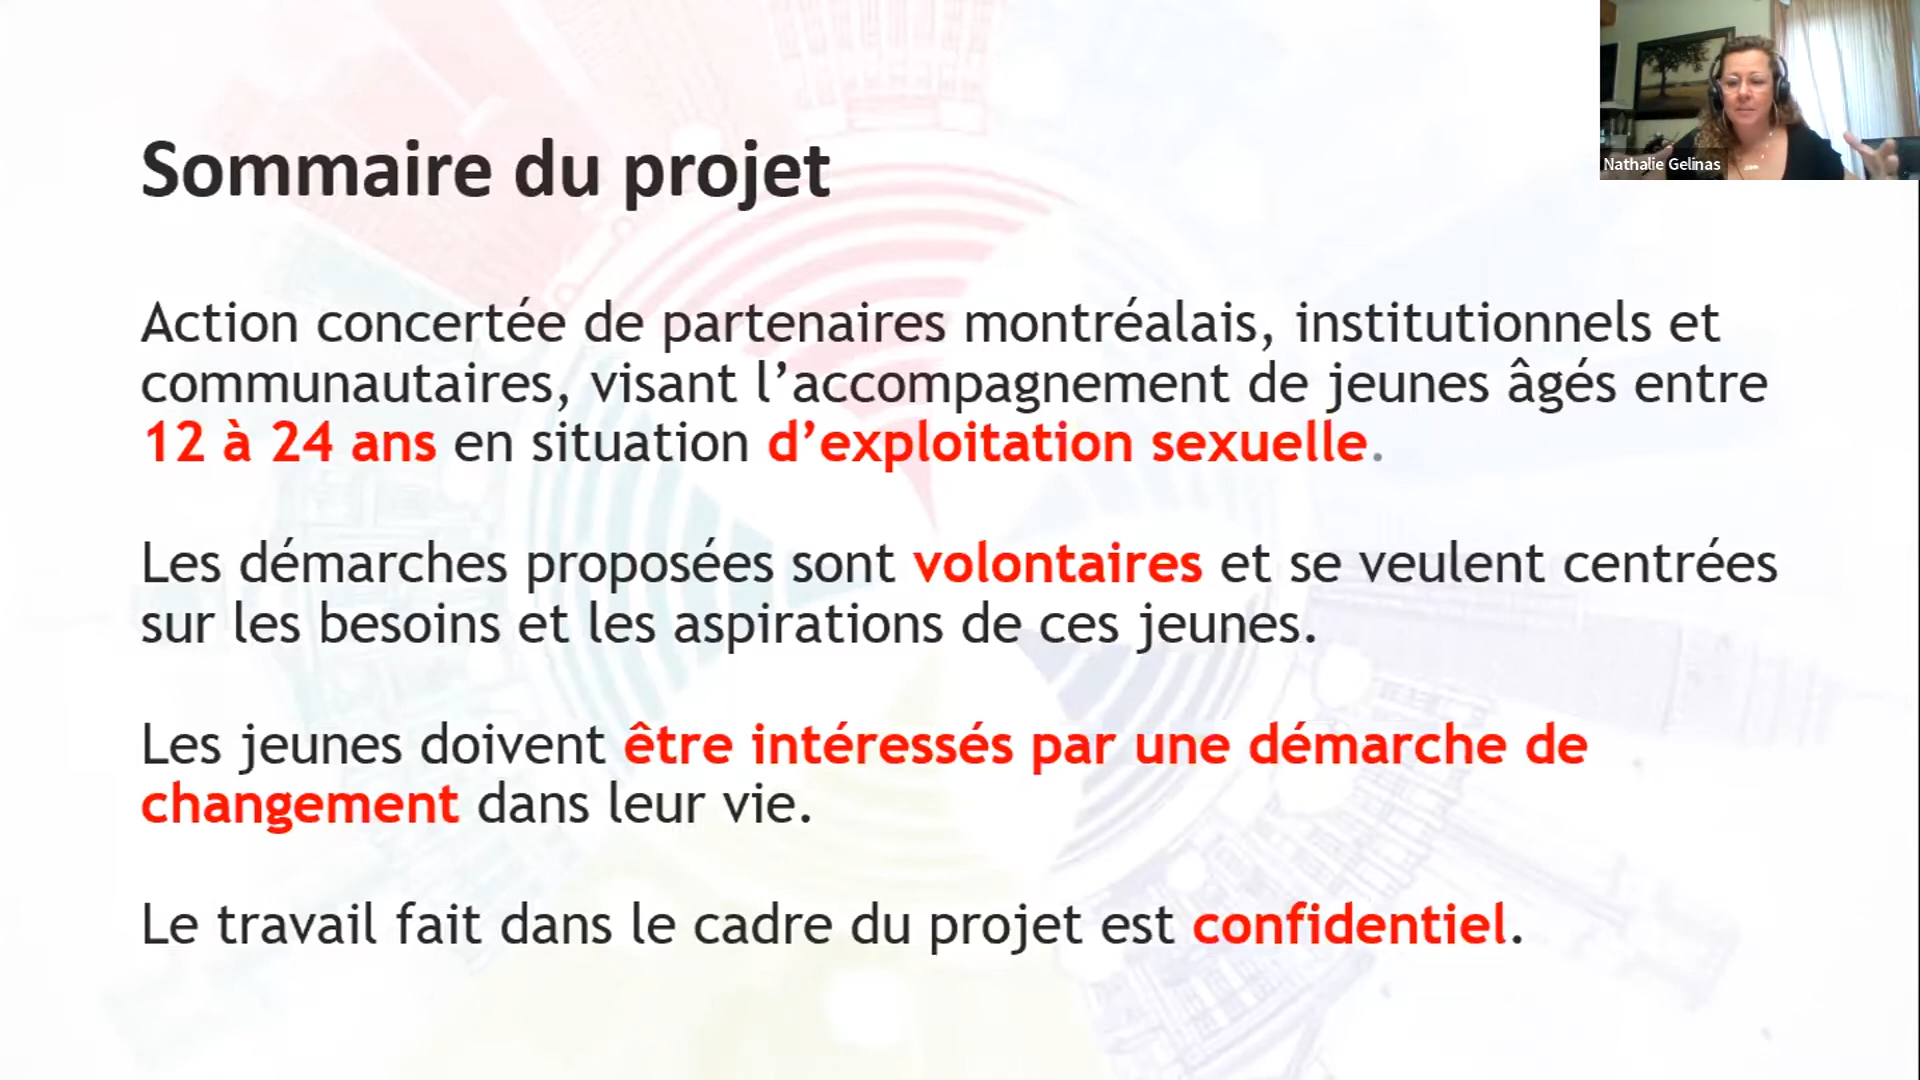 Nathalie Gelinas
Sommaire du projet
Action concertée de partenaires montréalais, institutionnels et
communautaires, visant l’accompagnement de jeunes âgés entre
12 à 24 ans en situation d’exploitation sexuelle.
Les démarches proposées sont volontaires et se veulent centrées
sur les besoins et les aspirations de ces jeunes.
Les jeunes doivent être intéressés par une démarche de
changement dans leur vie.
Le travail fait dans le cadre du projet est confidentiel.